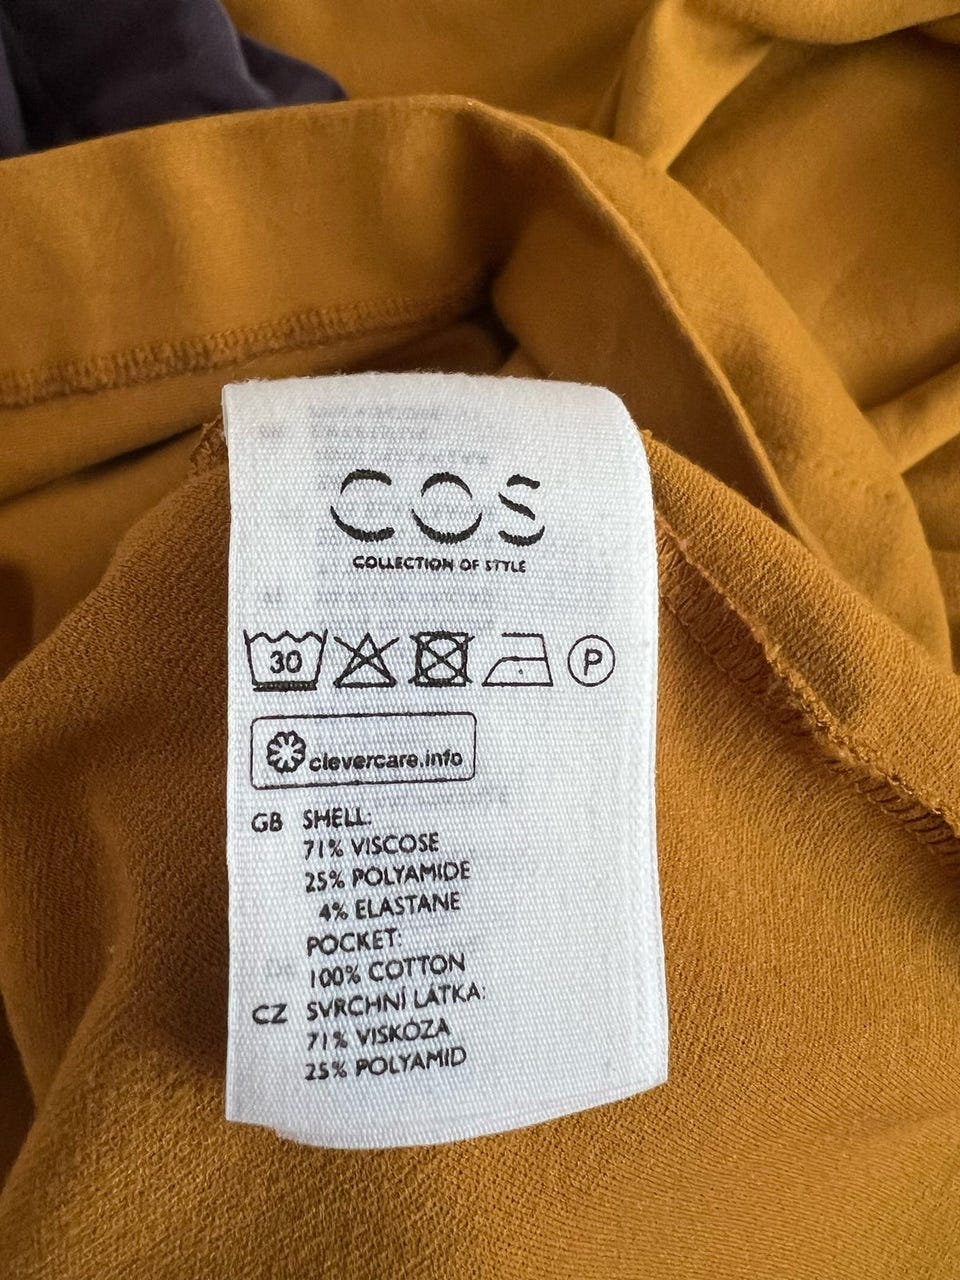 COS
COLLECTION OF STYLE
30 P
clevercare.info
GB SHELL:
71% VISCOSE
25% POLYAMIDE
4% ELASTANE
POCKET:
100% COTTON
CZ SVRCHNÍ LÁTKA:
71% VISKÓZA
25% POLYAMID